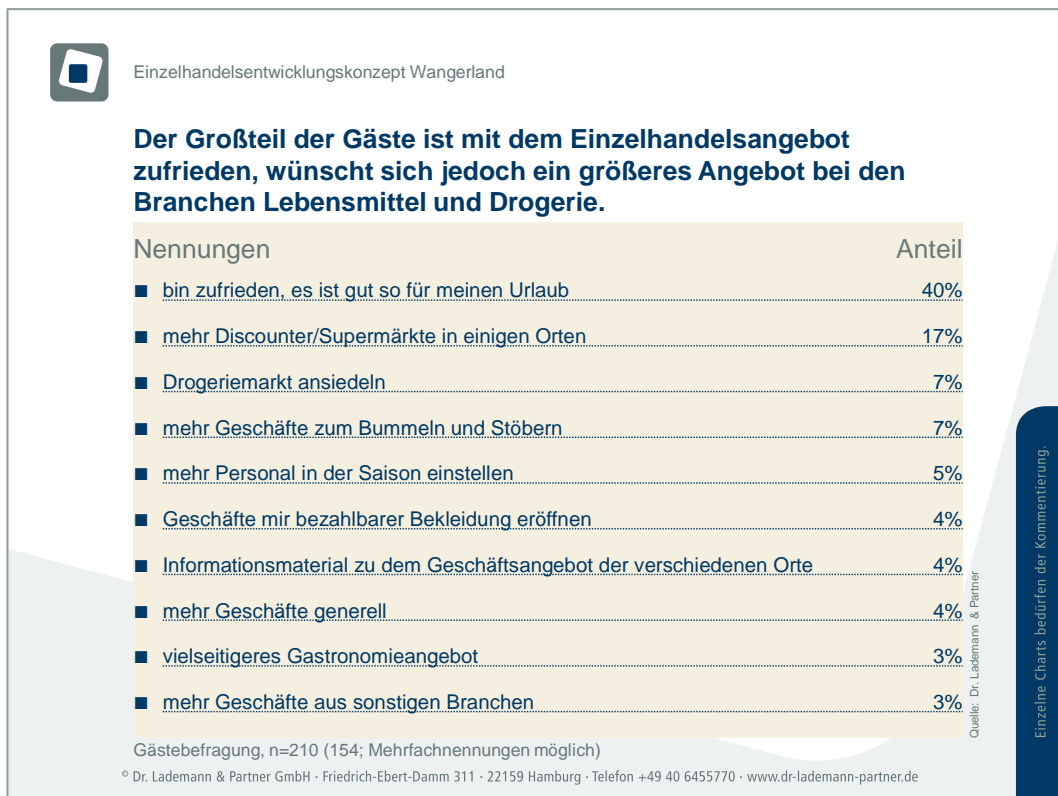 Einzelhandelsentwicklungskonzept Wangerland
Der Großteil der Gäste ist mit dem Einzelhandelsangebot
zufrieden, wünscht sich jedoch ein größeres Angebot bei den
Branchen Lebensmittel und Drogerie.
Nennungen Anteil
■ bin zufrieden, es ist gut so für meinen Urlaub 40%
■ mehr Discounter/Supermärkte in einigen Orten 17%
■ Drogeriemarkt ansiedeln 7%
■ mehr Geschäfte zum Bummeln und Stöbern 7%
■ mehr Personal in der Saison einstellen 5%
■ Geschäfte mir bezahlbarer Bekleidung eröffnen 4%
■ Informationsmaterial zu dem Geschäftsangebot der verschiedenen Orte 4%
■ mehr Geschäfte generell 4%
■ vielseitigeres Gastronomieangebot 3%
■ mehr Geschäfte aus sonstigen Branchen 3%
Gästebefragung, n=210 (154; Mehrfachnennungen möglich)
© Dr. Lademann & Partner GmbH · Friedrich-Ebert-Damm 311 · 22159 Hamburg · Telefon +49 40 6455770 · www.dr-lademann-partner.de
Quelle: Dr. Lademann & Partner
Einzelne Charts bedürfen der Kommentierung.